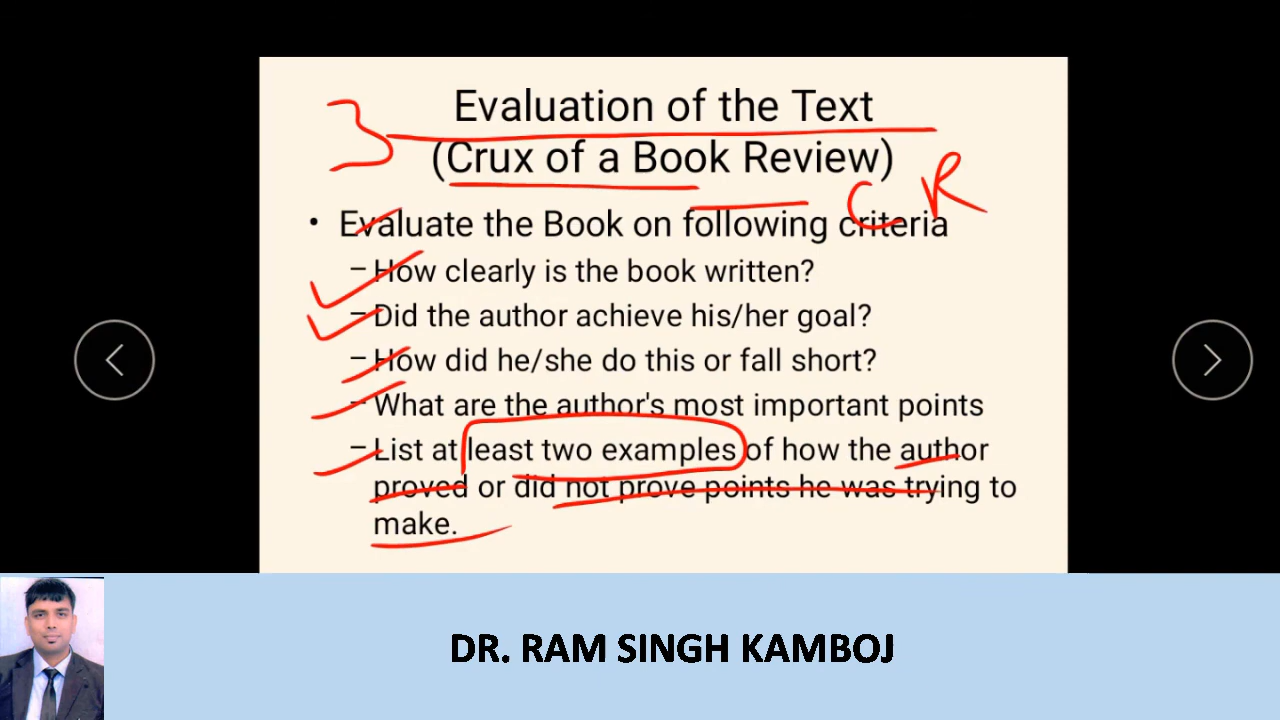 3
Evaluation of the Text
(Crux of a Book Review)
CR
• Evaluate the Book on following criteria
– How clearly is the book written?
– Did the author achieve his/her goal?
– How did he/she do this or fall short?
– What are the author's most important points
– List at least two examples of how the author
proved or did not prove points he was trying to
make.
DR. RAM SINGH KAMBOJ